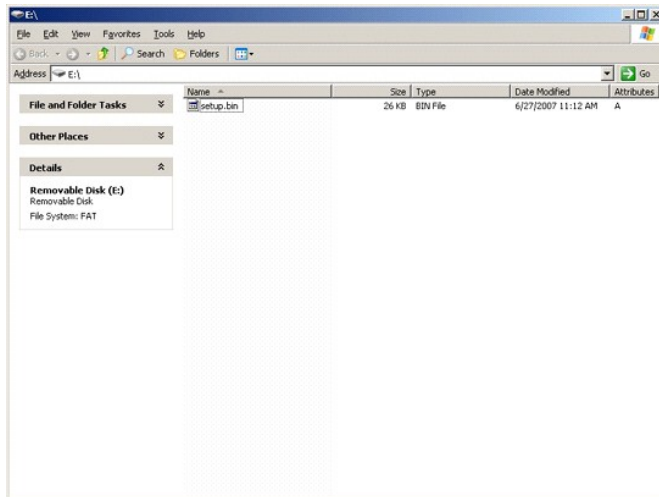 E:\
File Edit View Favorites Tools Help
Back Search Folders
Address E:\ Go
File and Folder Tasks
Other Places
Details
Removable Disk (E:)
Removable Disk
File System: FAT
Name Size Type Date Modified Attributes
setup.bin 26 KB BIN File 6/27/2007 11:12 AM A